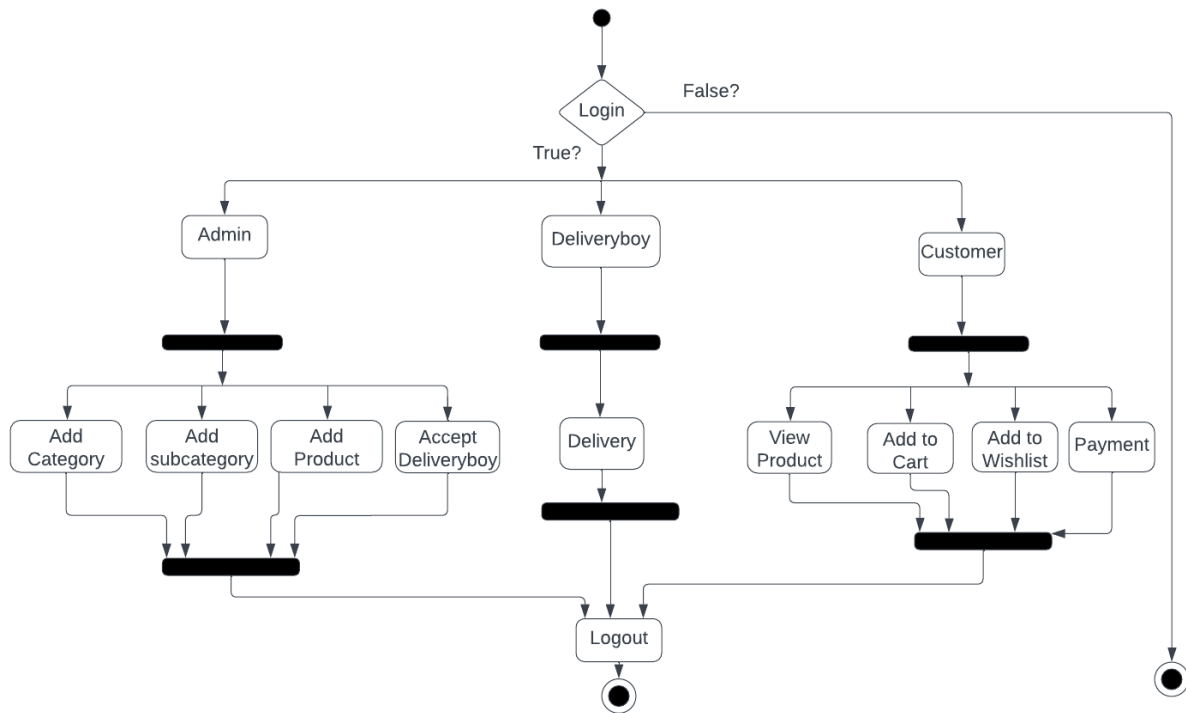 False?
Login
True?
Admin
Deliveryboy
Customer
Add
Category
Add
subcategory
Add
Product
Accept
Deliveryboy
Delivery
View
Product
Add to
Cart
Add to
Wishlist
Payment
Logout